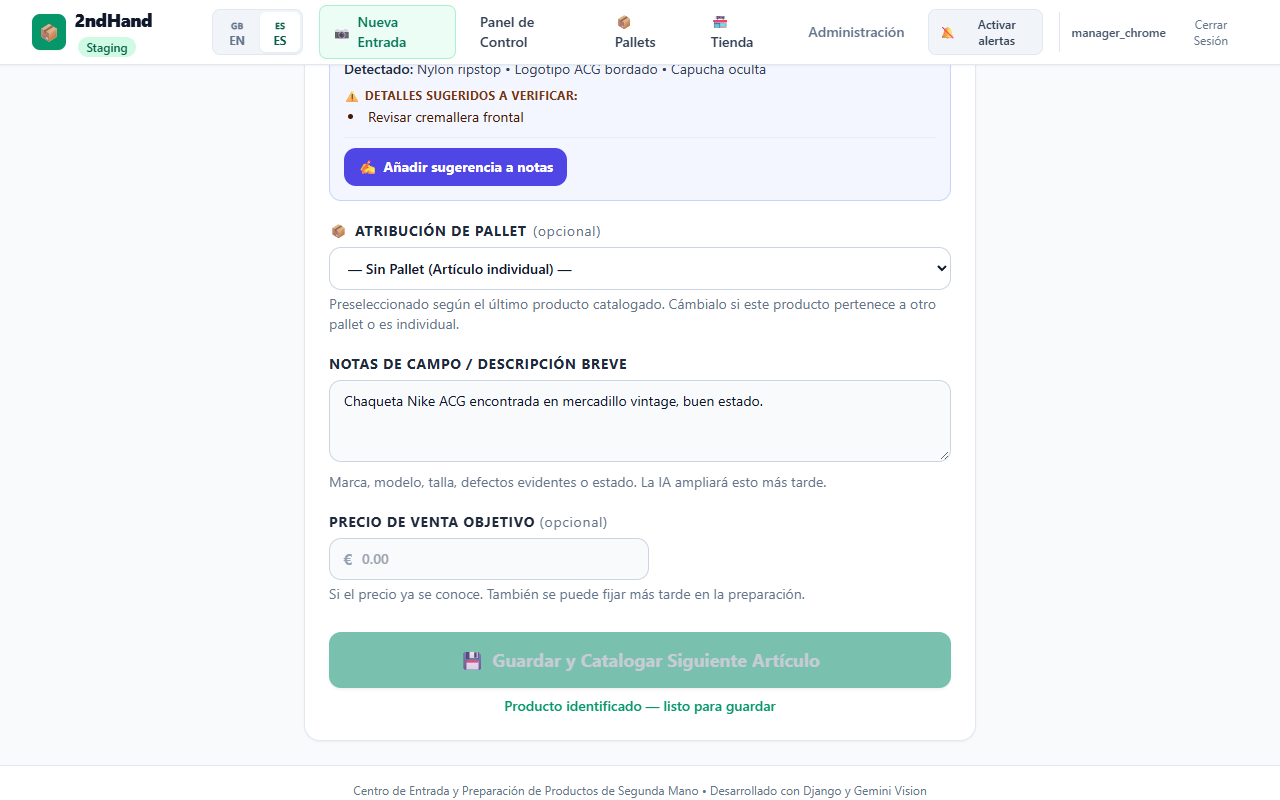 2ndHand
Staging
GB
EN
ES
ES
Nueva
Entrada
Panel de
Control
Pallets
Tienda
Administración
Activar
alertas
manager_chrome
Cerrar
Sesión
Detectado: Nylon ripstop • Logotipo ACG bordado • Capucha oculta
DETALLES SUGERIDOS A VERIFICAR:
• Revisar cremallera frontal
Añadir sugerencia a notas
ATRIBUCIÓN DE PALLET (opcional)
— Sin Pallet (Artículo individual) —
Preseleccionado según el último producto catalogado. Cámbialo si este producto pertenece a otro
pallet o es individual.
NOTAS DE CAMPO / DESCRIPCIÓN BREVE
Chaqueta Nike ACG encontrada en mercadillo vintage, buen estado.
Marca, modelo, talla, defectos evidentes o estado. La IA ampliará esto más tarde.
PRECIO DE VENTA OBJETIVO (opcional)
€ 0.00
Si el precio ya se conoce. También se puede fijar más tarde en la preparación.
Guardar y Catalogar Siguiente Artículo
Producto identificado — listo para guardar
Centro de Entrada y Preparación de Productos de Segunda Mano • Desarrollado con Django y Gemini Vision